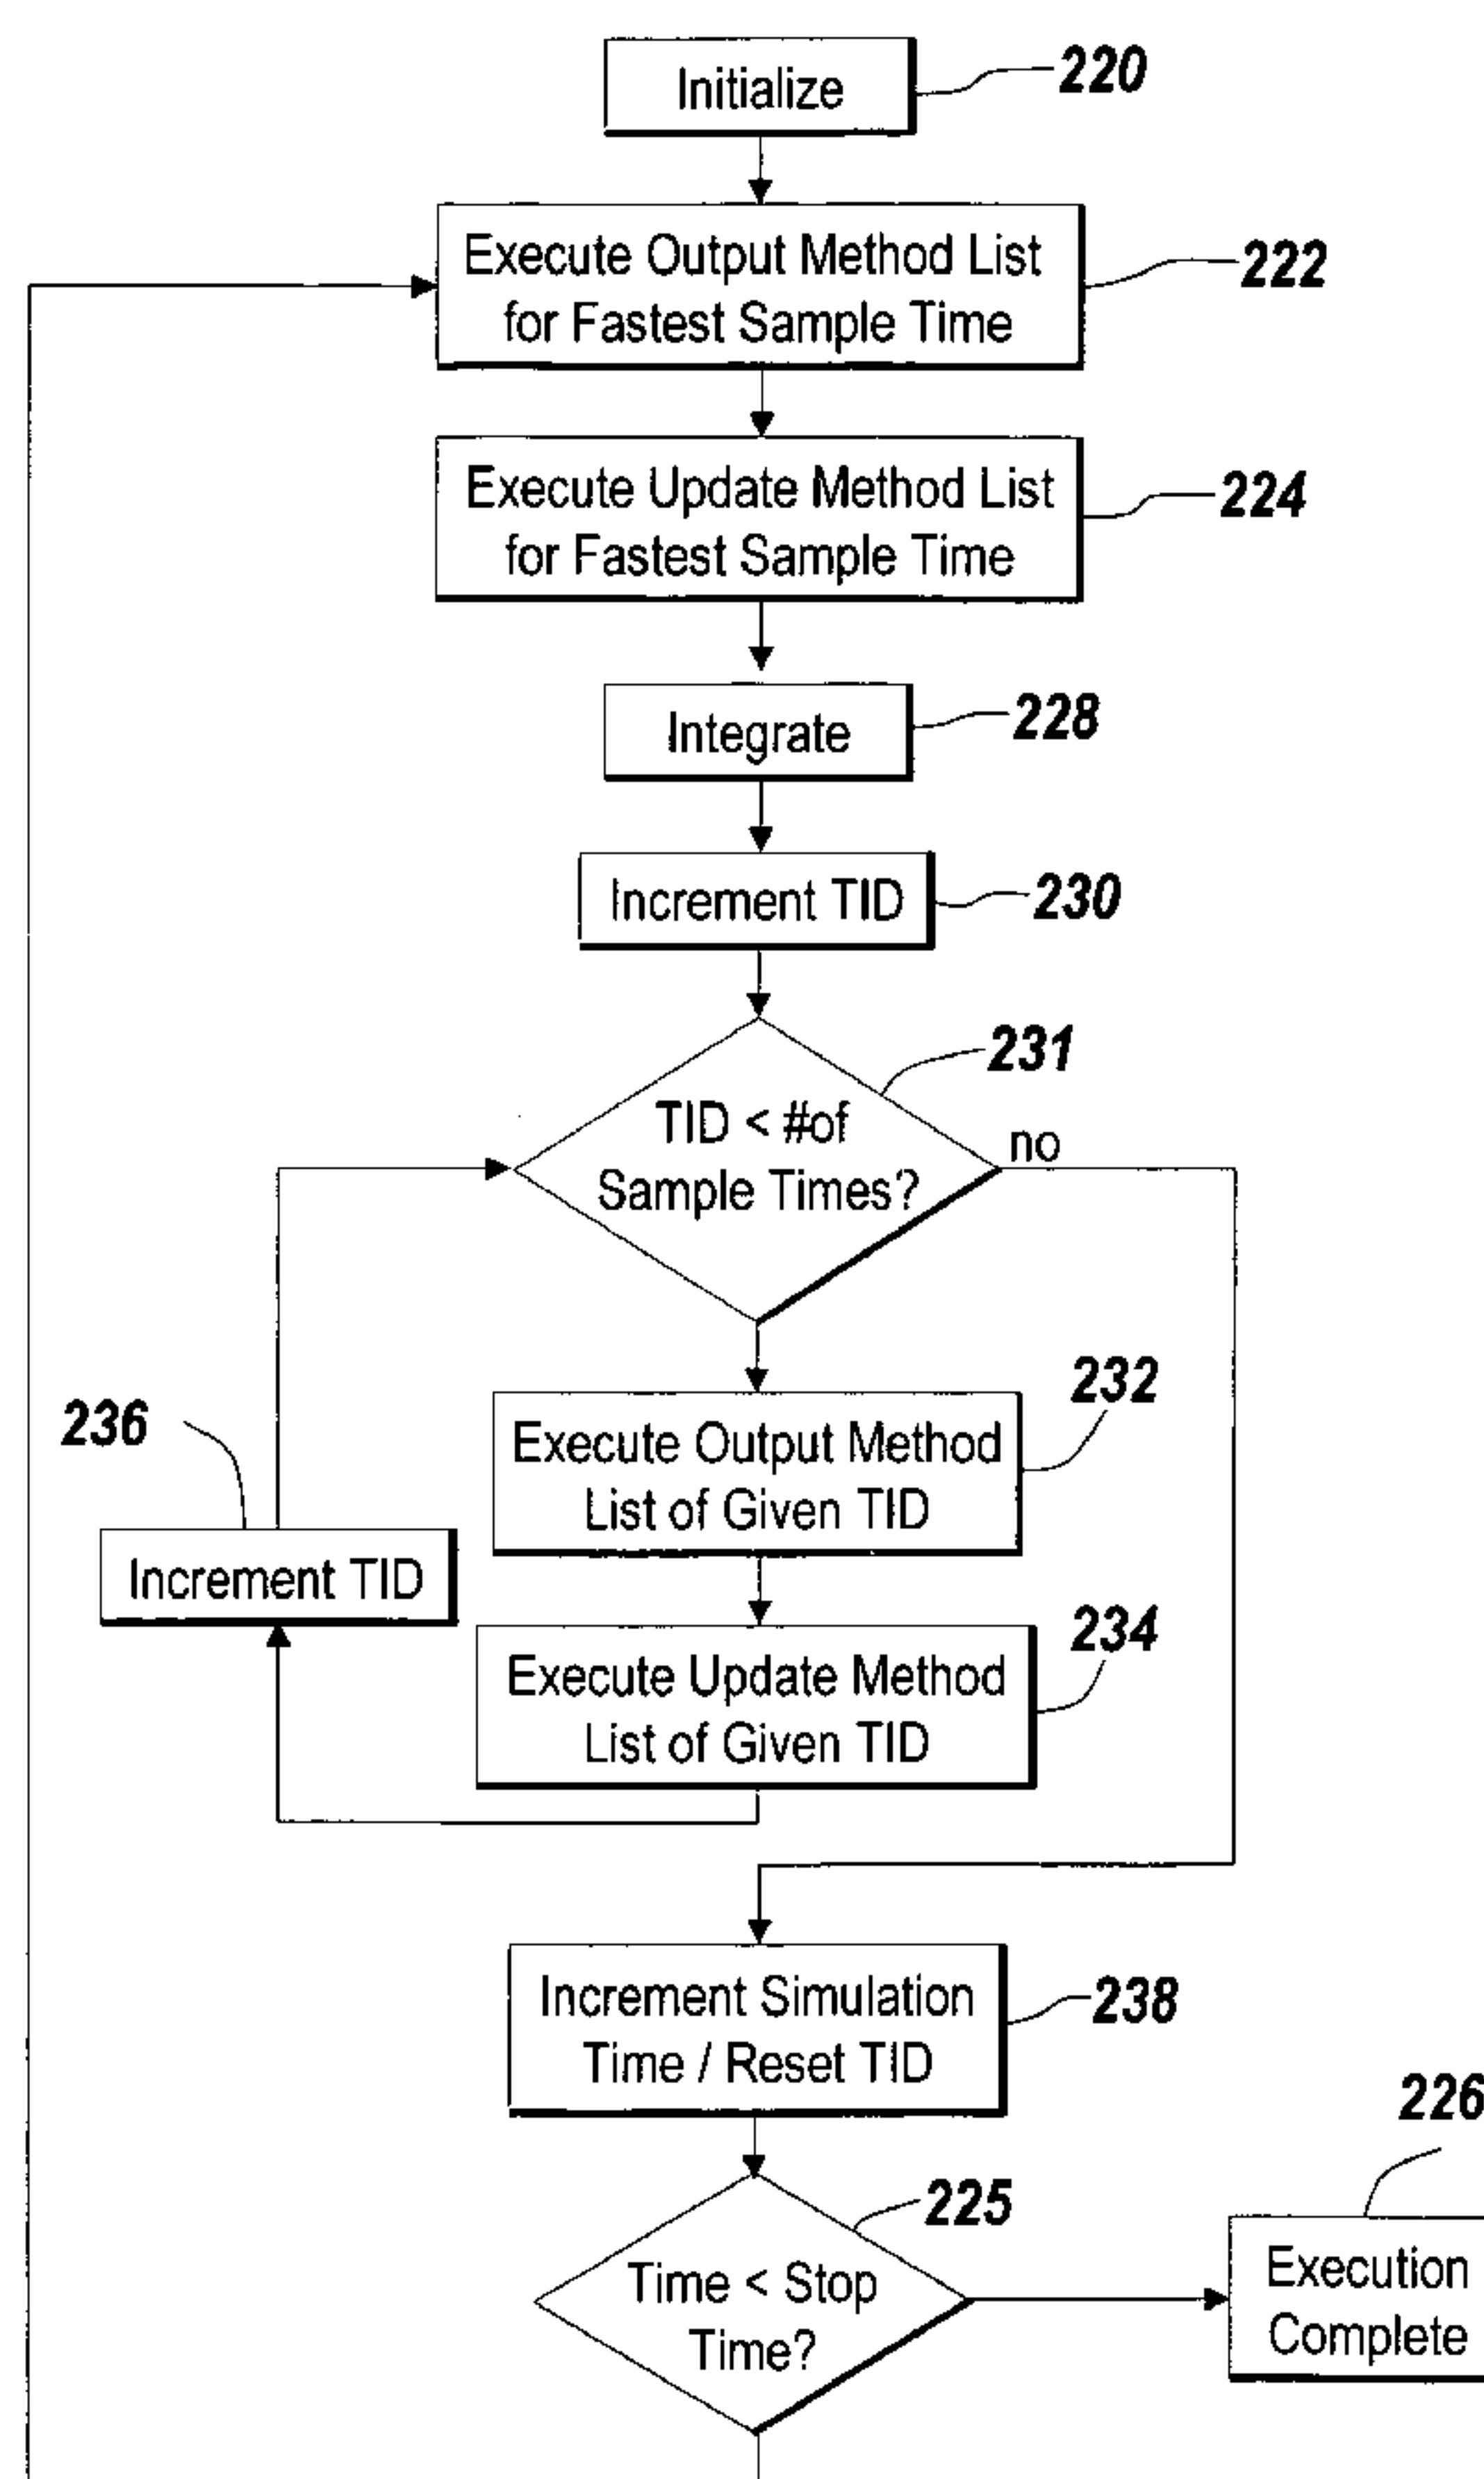 Initialize
220
Execute Output Method List
for Fastest Sample Time
222
Execute Update Method List
for Fastest Sample Time
224
Integrate
228
Increment TID
230
231
TID < #of
Sample Times?
no
232
Execute Output Method
List of Given TID
236
Increment TID
234
Execute Update Method
List of Given TID
Increment Simulation
Time / Reset TID
238
226
225
Time < Stop
Time?
Execution
Complete